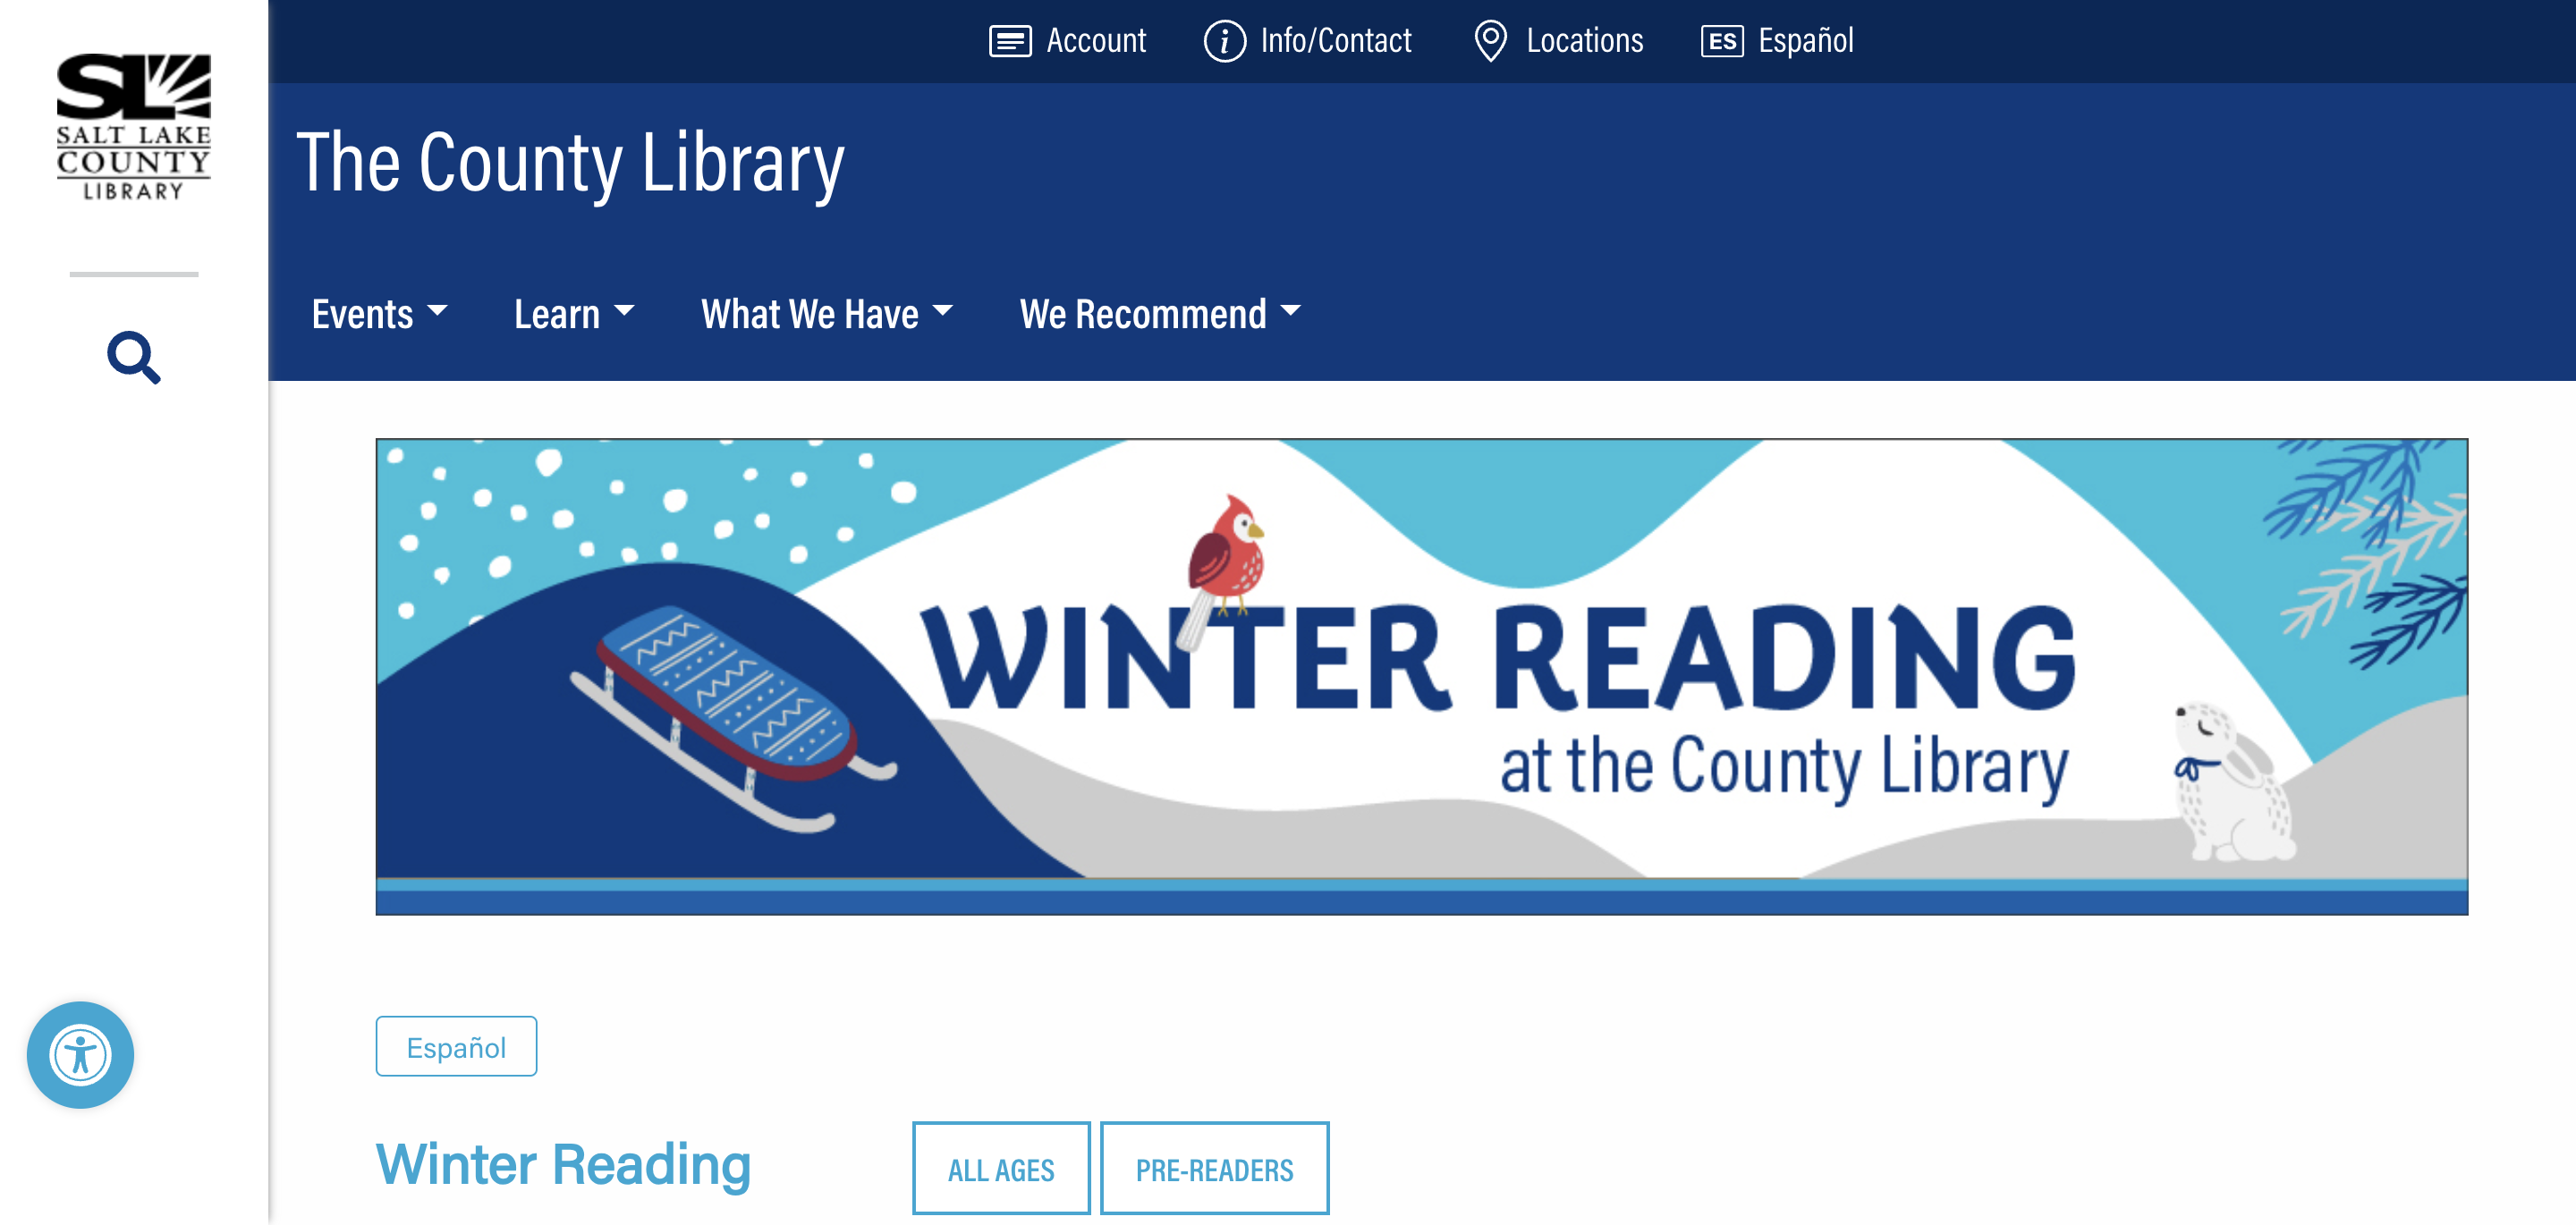 SL
SALT LAKE
COUNTY
LIBRARY
Account
Info/Contact
Locations
ES Español
The County Library
Events
Learn
What We Have
We Recommend
WINTER READING
at the County Library
Español
Winter Reading
ALL AGES
PRE-READERS